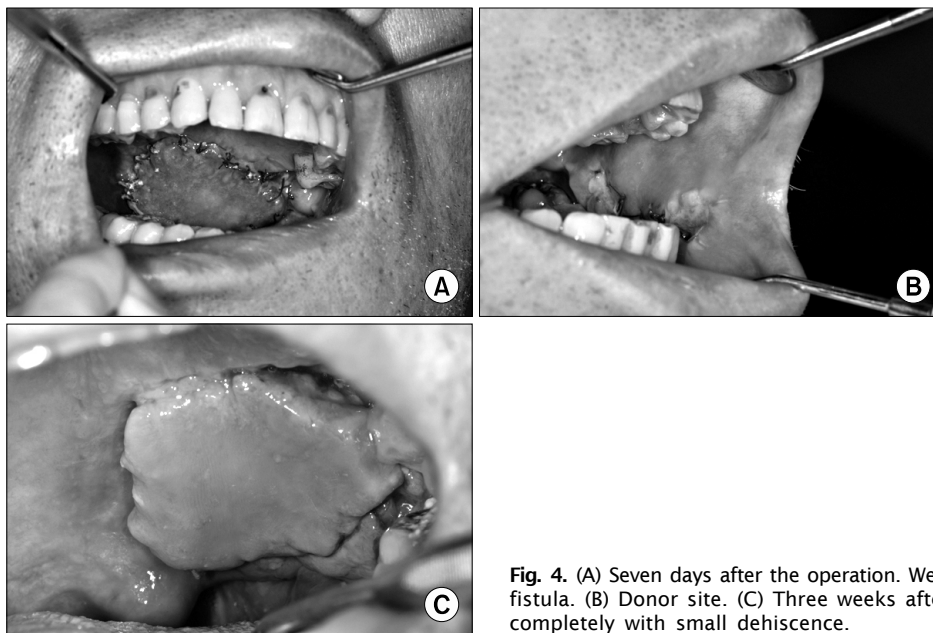 A
B
C
Fig. 4. (A) Seven days after the operation. We
fistula. (B) Donor site. (C) Three weeks afte
completely with small dehiscence.